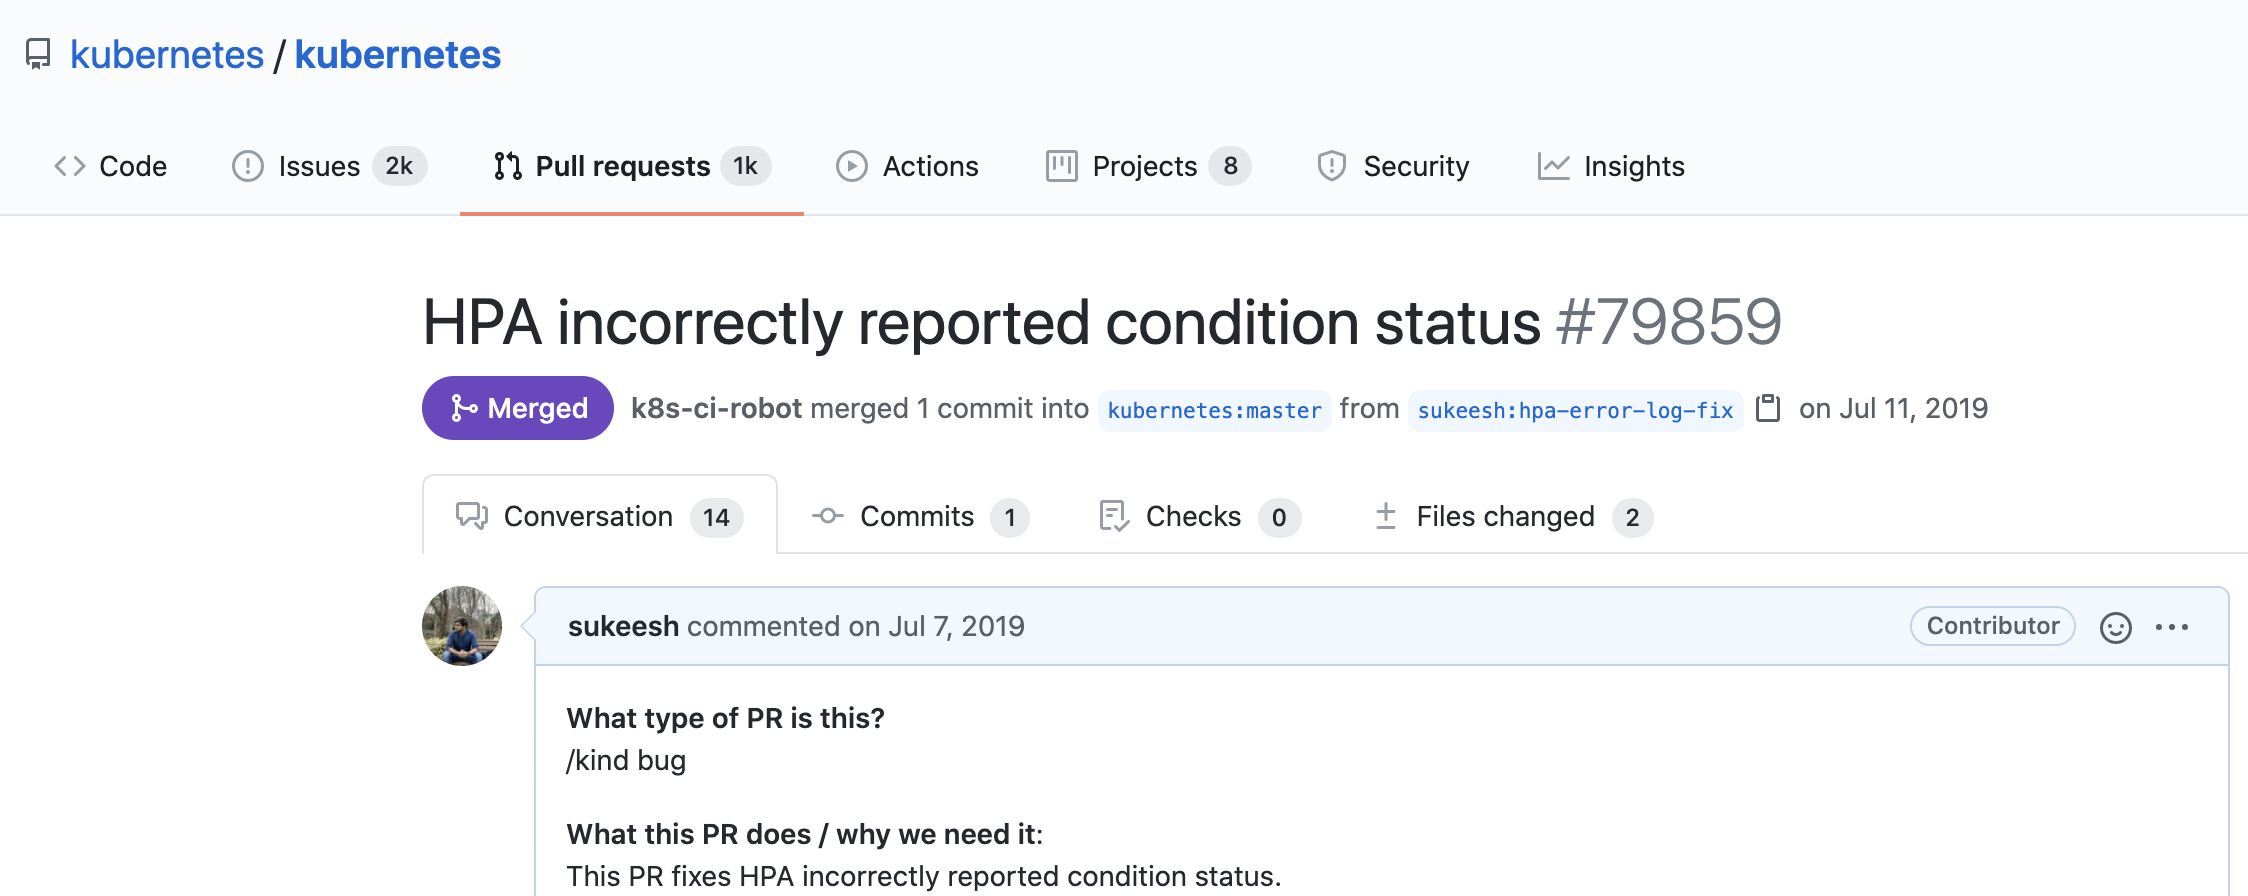 kubernetes / kubernetes
Code Issues 2k Pull requests 1k Actions Projects 8 Security Insights
HPA incorrectly reported condition status #79859
Merged k8s-ci-robot merged 1 commit into kubernetes:master from sukeesh:hpa-error-log-fix on Jul 11, 2019
Conversation 14 Commits 1 Checks 0 Files changed 2
sukeesh commented on Jul 7, 2019 Contributor
What type of PR is this?
/kind bug
What this PR does / why we need it:
This PR fixes HPA incorrectly reported condition status.